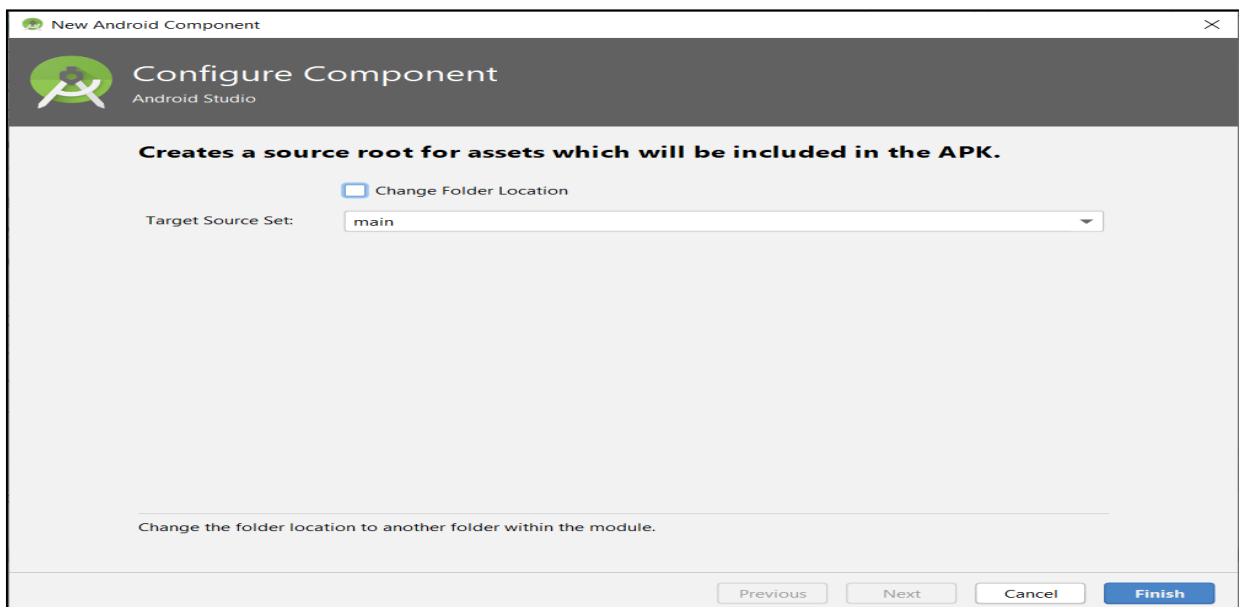 New Android Component
Configure Component
Android Studio
Creates a source root for assets which will be included in the APK.
Change Folder Location
Target Source Set:
main
Change the folder location to another folder within the module.
Previous
Next
Cancel
Finish